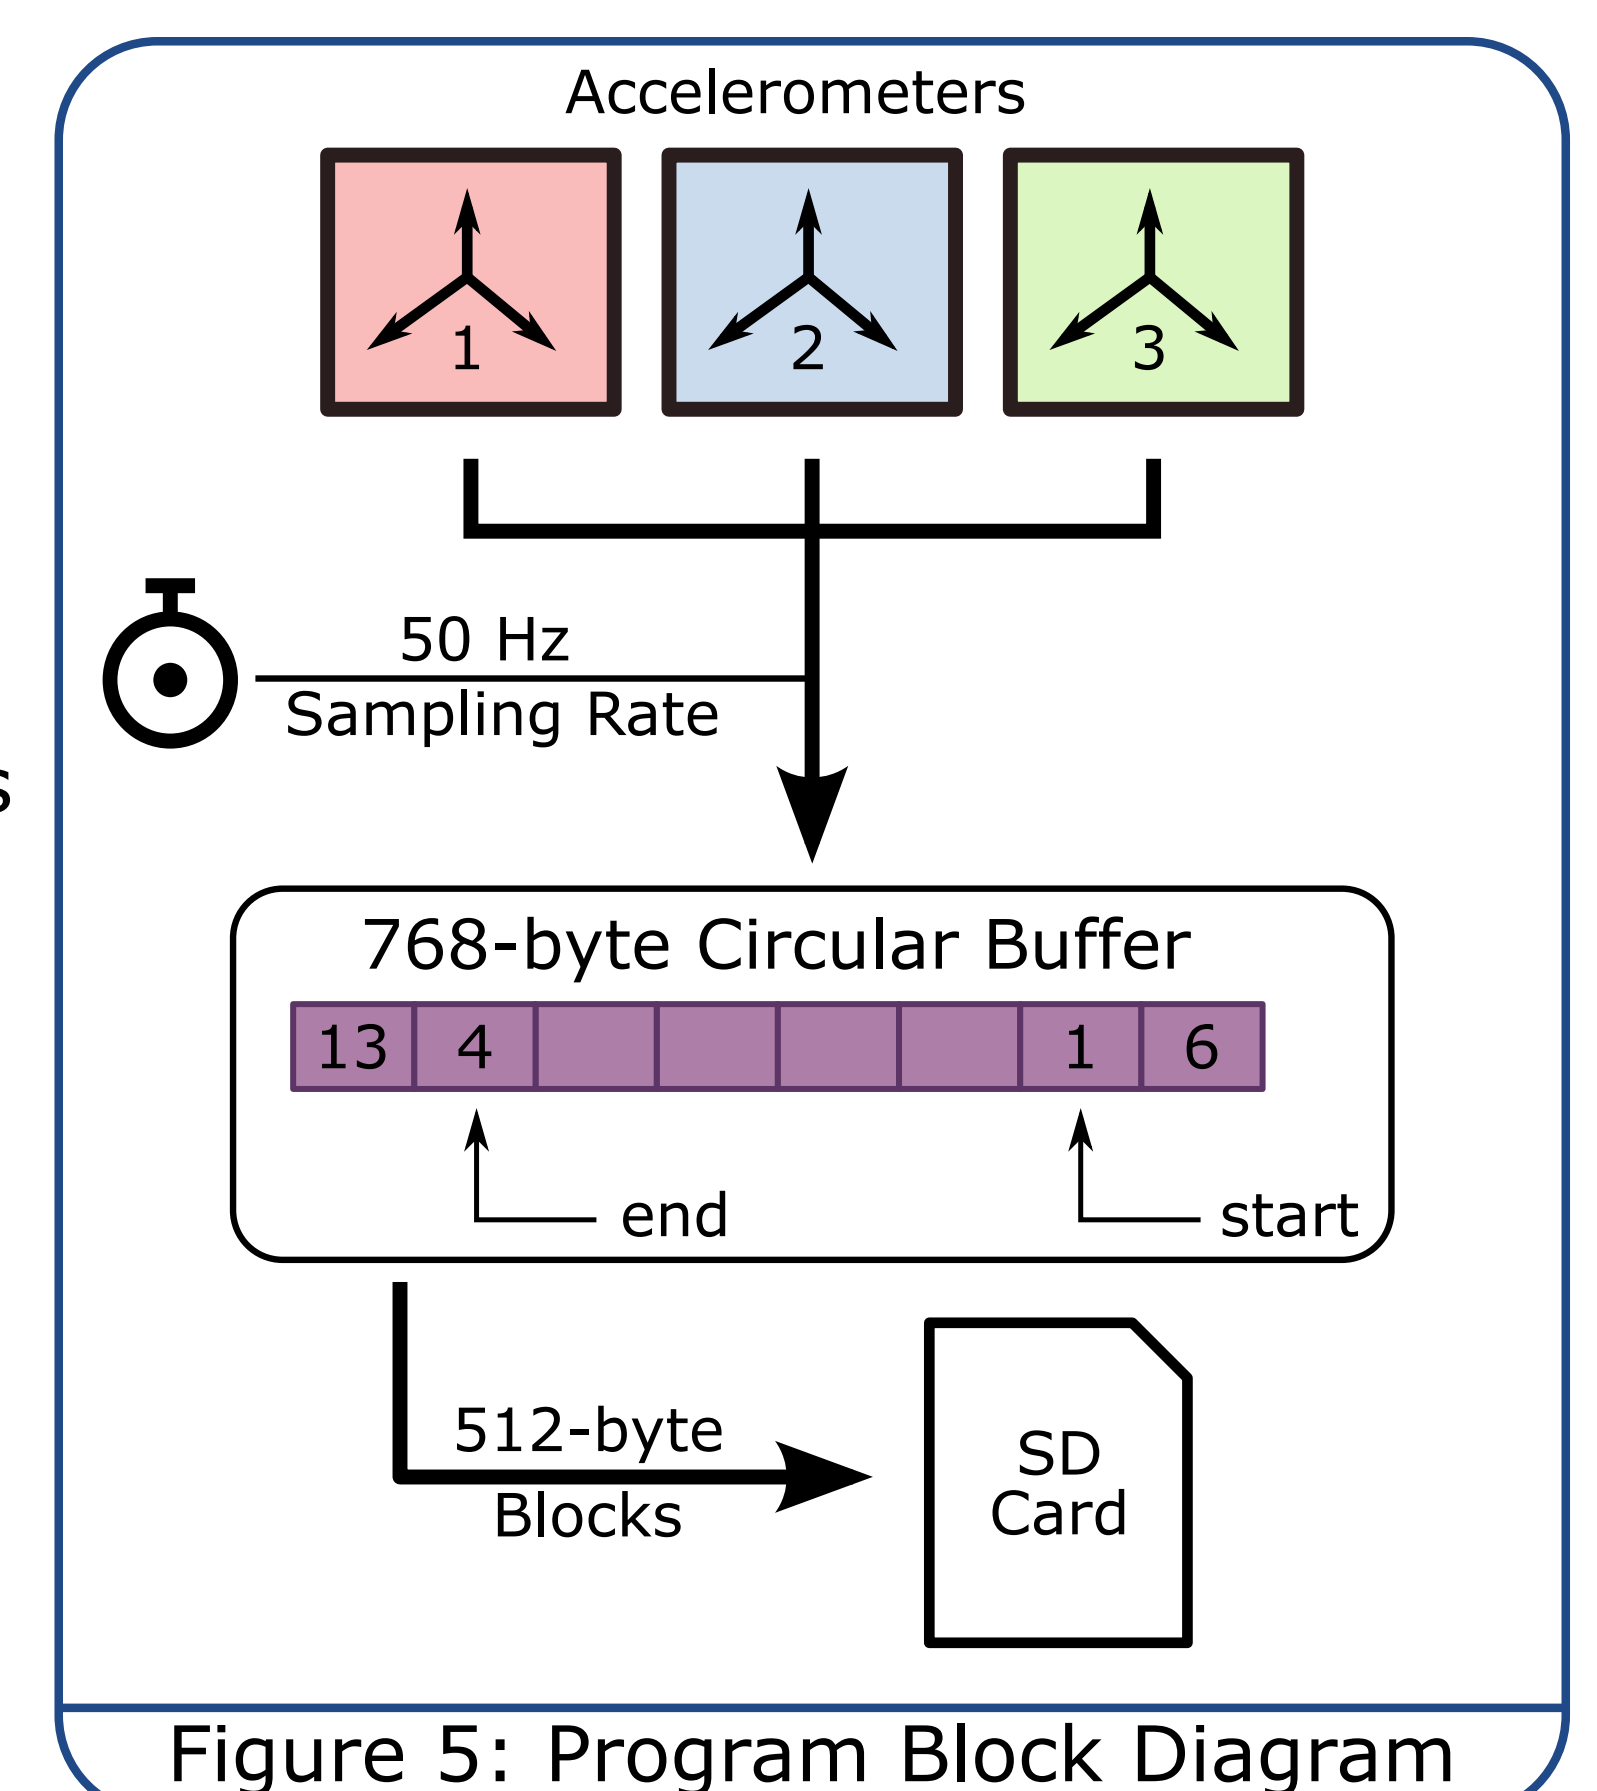 Accelerometers
1 2 3
50 Hz
Sampling Rate
s
768-byte Circular Buffer
13 4 1 6
end start
512-byte
Blocks
SD
Card
Figure 5: Program Block Diagram